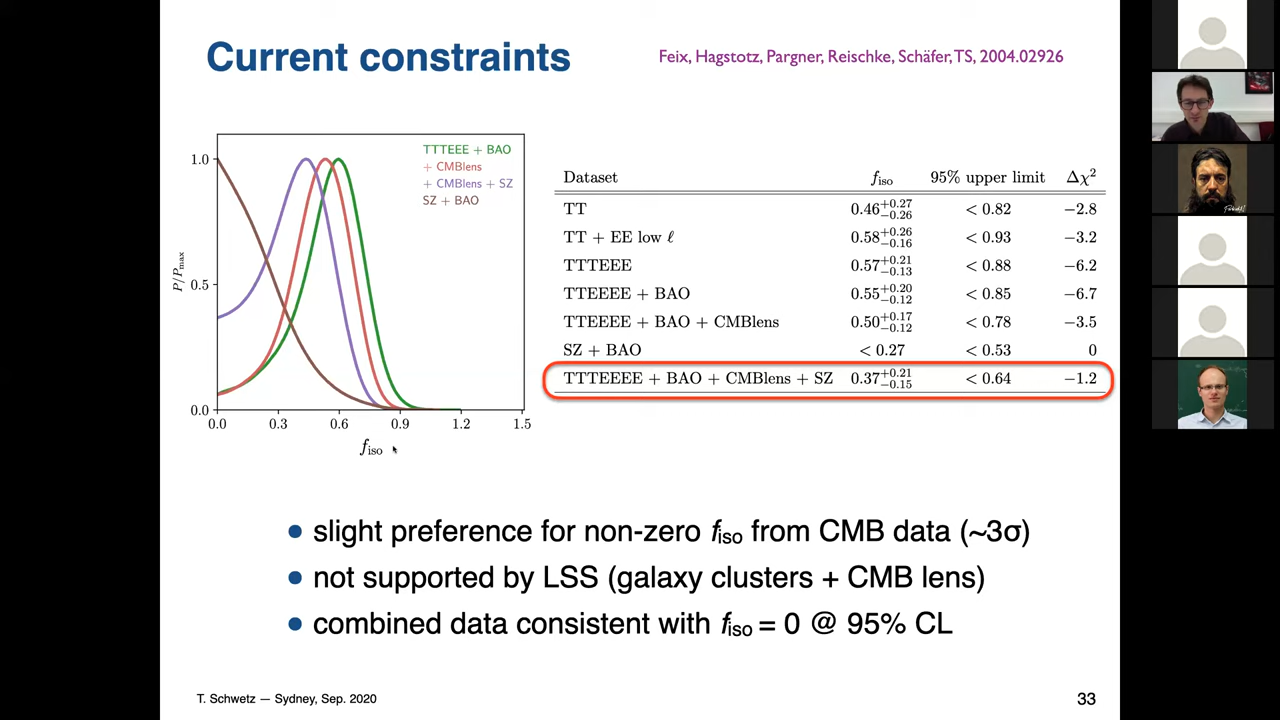 Current constraints
Feix, Hagstotz, Pargner, Reischke, Schäfer, TS, 2004.02926
TTTEEE + BAO
+ CMBlens
+ CMBlens + SZ
SZ + BAO
P/Pmax
1.0
0.5
0.0
0.0 0.3 0.6 0.9 1.2 1.5
fiso
Dataset fiso 95% upper limit Δχ²
TT 0.46+0.27−0.26 < 0.82 −2.8
TT + EE low ℓ 0.58+0.26−0.16 < 0.93 −3.2
TTTEEE 0.57+0.21−0.13 < 0.88 −6.2
TTEEEE + BAO 0.55+0.20−0.12 < 0.85 −6.7
TTEEEE + BAO + CMBlens 0.50+0.17−0.12 < 0.78 −3.5
SZ + BAO < 0.27 < 0.53 0
TTTEEEE + BAO + CMBlens + SZ 0.37+0.21−0.15 < 0.64 −1.2
• slight preference for non-zero fiso from CMB data (~3σ)
• not supported by LSS (galaxy clusters + CMB lens)
• combined data consistent with fiso = 0 @ 95% CL
T. Schwetz — Sydney, Sep. 2020
33